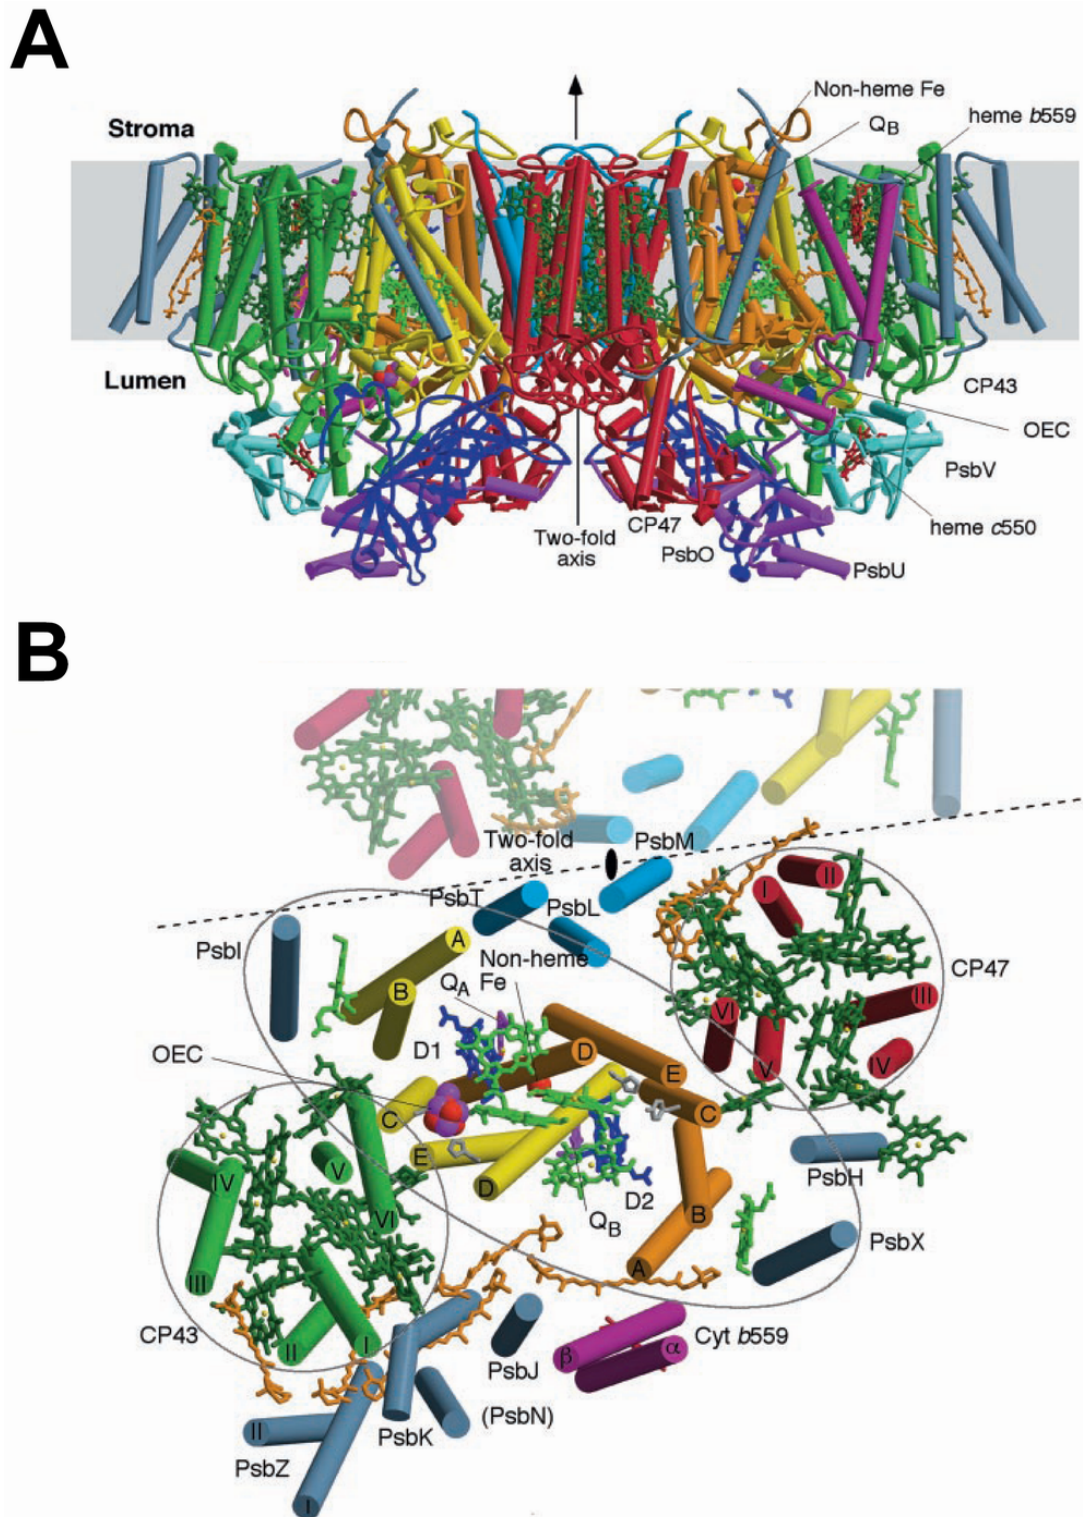 A
Stroma
Non-heme Fe
QB
heme b559
Lumen
CP43
OEC
PsbV
heme c550
Two-fold
axis
CP47
PsbO
PsbU
B
Two-fold
axis
PsbM
PsbT
PsbL
PsbI
A
Non-heme
Fe
QA
B
I
II
CP47
III
VI
V
IV
OEC
D1
D
E
C
C
E
D
D2
QB
B
A
PsbH
PsbX
IV
V
VI
III
II
I
CP43
Cyt b559
β
α
PsbJ
(PsbN)
PsbK
II
PsbZ
I